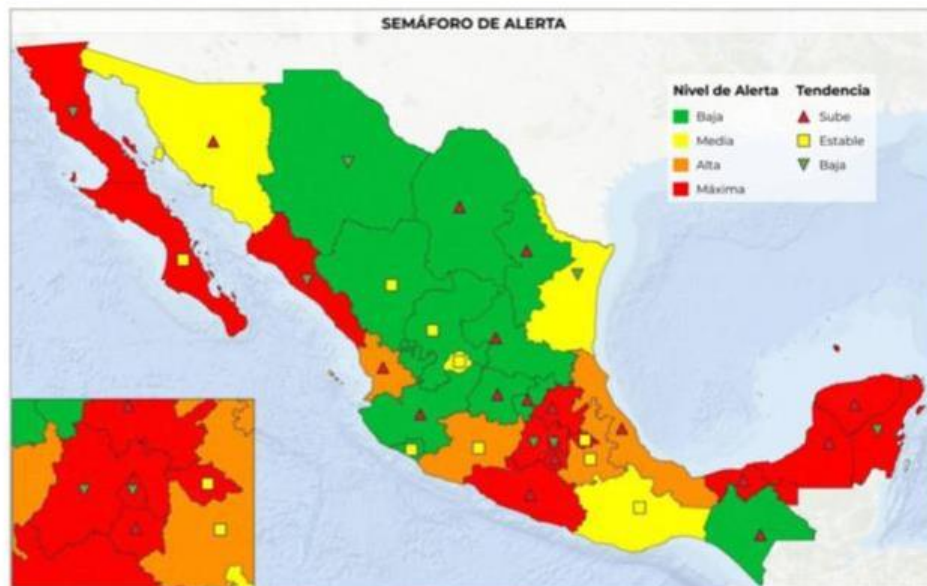 SEMÁFORO DE ALERTA
Nivel de Alerta Tendencia
Baja Sube
Media Estable
Alta Baja
Máxima